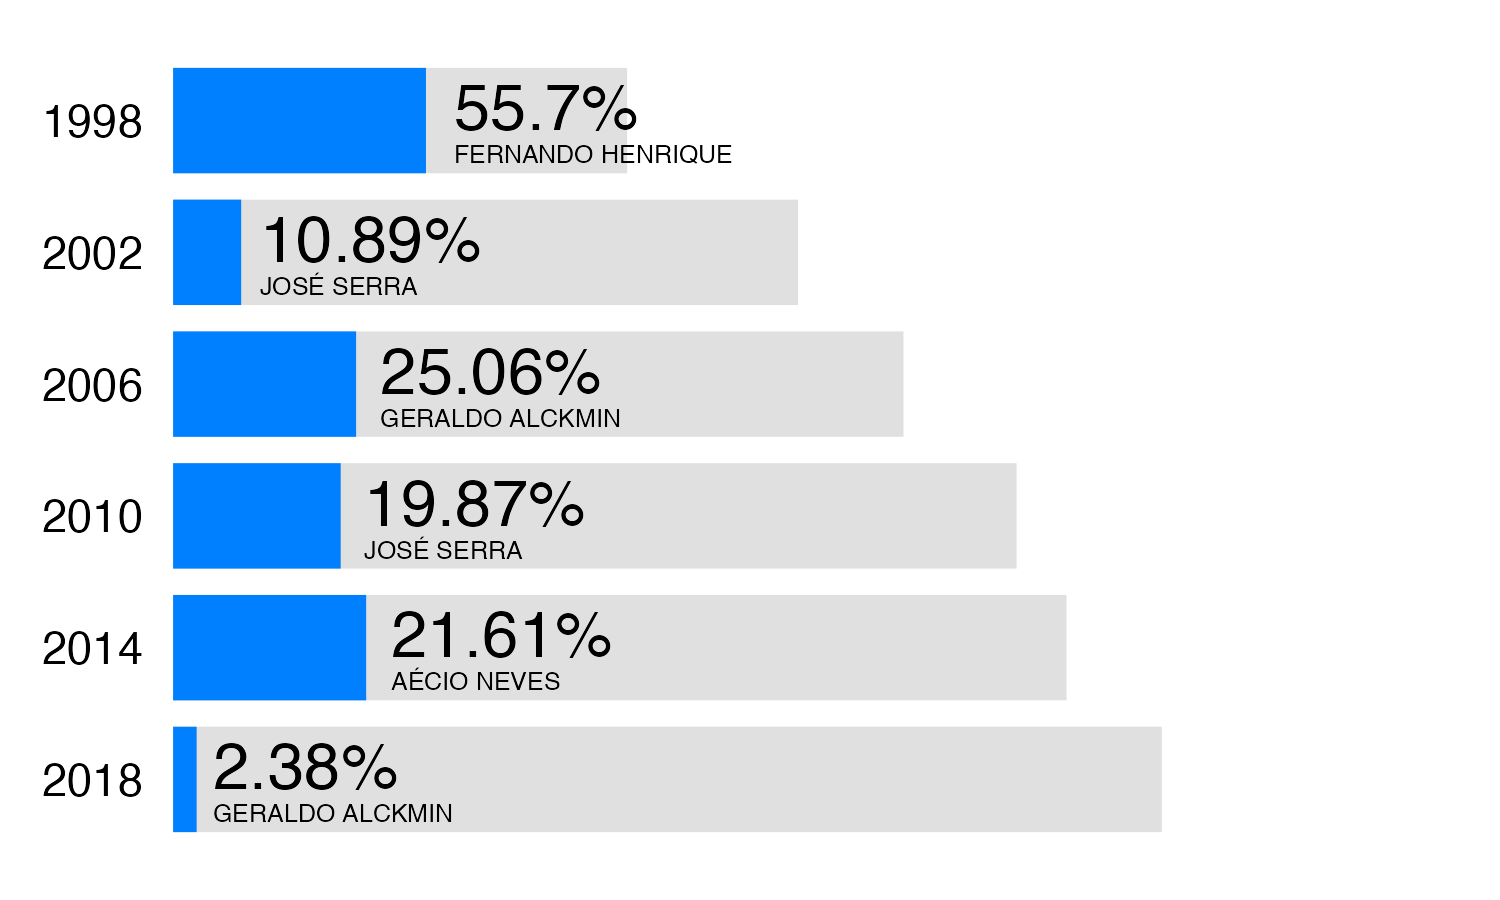 1998
55.7%
FERNANDO HENRIQUE
2002
10.89%
JOSÉ SERRA
2006
25.06%
GERALDO ALCKMIN
2010
19.87%
JOSÉ SERRA
2014
21.61%
AÉCIO NEVES
2018
2.38%
GERALDO ALCKMIN